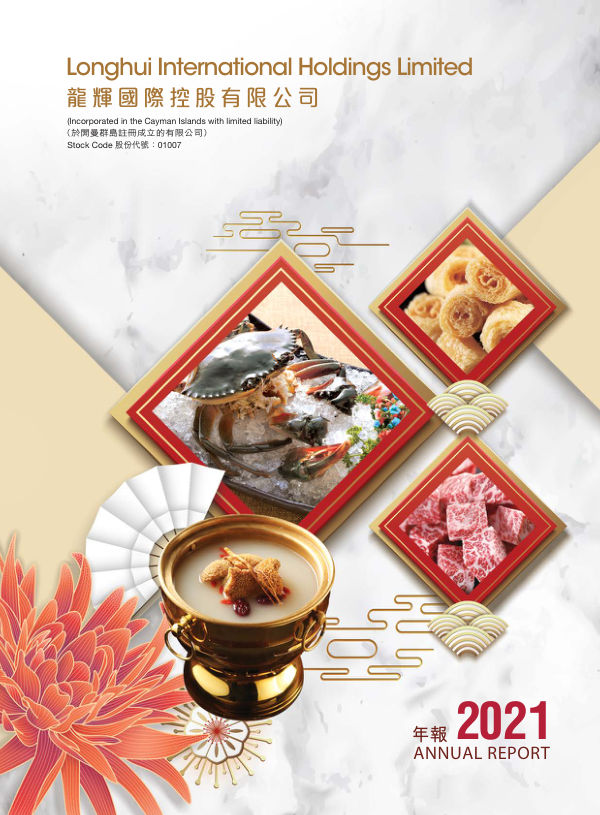 Longhui International Holdings Limited
龍輝國際控股有限公司
(Incorporated in the Cayman Islands with limited liability)
(於開曼群島註冊成立的有限公司)
Stock Code 股份代號：01007
年報 2021
ANNUAL REPORT